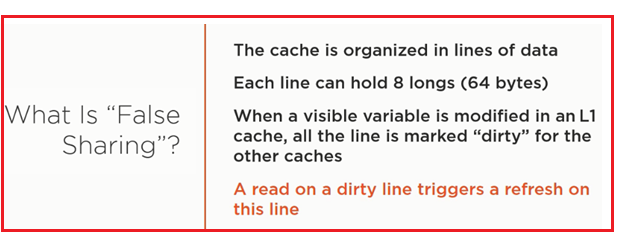 What Is “False
Sharing”?
The cache is organized in lines of data
Each line can hold 8 longs (64 bytes)
When a visible variable is modified in an L1
cache, all the line is marked “dirty” for the
other caches
A read on a dirty line triggers a refresh on
this line